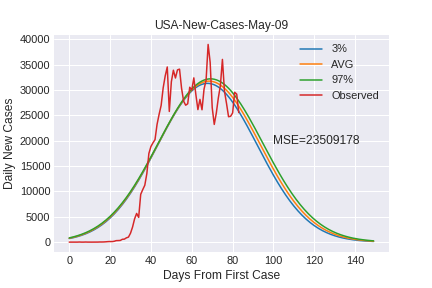 USA-New-Cases-May-09
40000
35000
30000
25000
20000
15000
10000
5000
0
Daily New Cases
3%
AVG
97%
Observed
MSE=23509178
0 20 40 60 80 100 120 140
Days From First Case